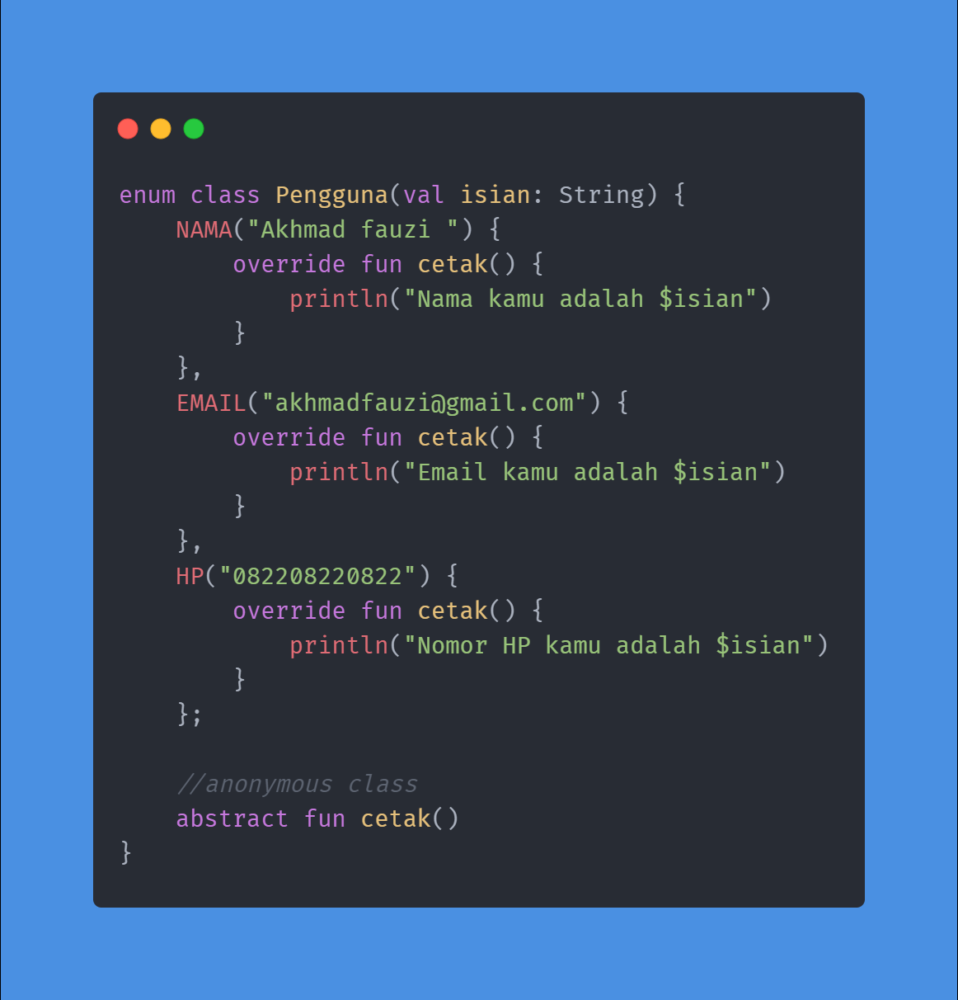 enum class Pengguna(val isian: String) {
    NAMA("Akhmad fauzi ") {
        override fun cetak() {
            println("Nama kamu adalah $isian")
        }
    },
    EMAIL("akhmadfauzi@gmail.com") {
        override fun cetak() {
            println("Email kamu adalah $isian")
        }
    },
    HP("082208220822") {
        override fun cetak() {
            println("Nomor HP kamu adalah $isian")
        }
    };

    //anonymous class
    abstract fun cetak()
}